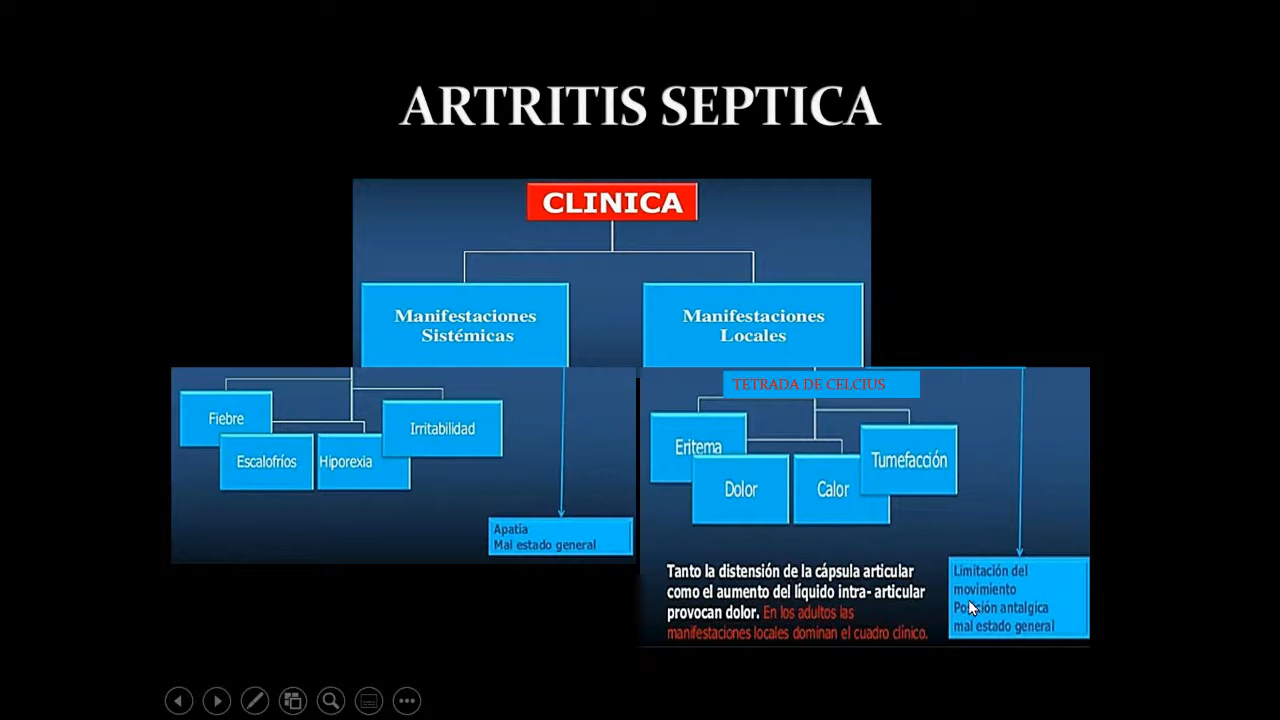 ARTRITIS SEPTICA
CLINICA
Manifestaciones
Sistémicas
Manifestaciones
Locales
Fiebre
Escalofríos
Hiporexia
Irritabilidad
Apatía
Mal estado general
TETRADA DE CELCIUS
Eritema
Dolor
Calor
Tumefacción
Tanto la distensión de la cápsula articular
como el aumento del líquido intra- articular
provocan dolor. En los adultos las
manifestaciones locales dominan el cuadro clínico.
Limitación del
movimiento
Posición antalgica
mal estado general